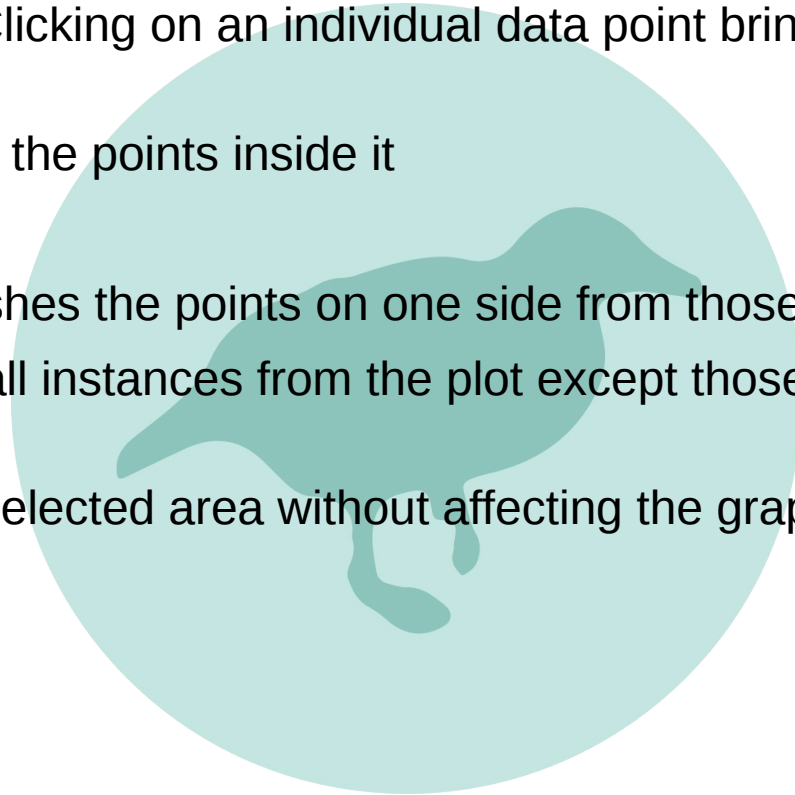 Clicking on an individual data point brin
the points inside it
shes the points on one side from those
all instances from the plot except those
elected area without affecting the grap